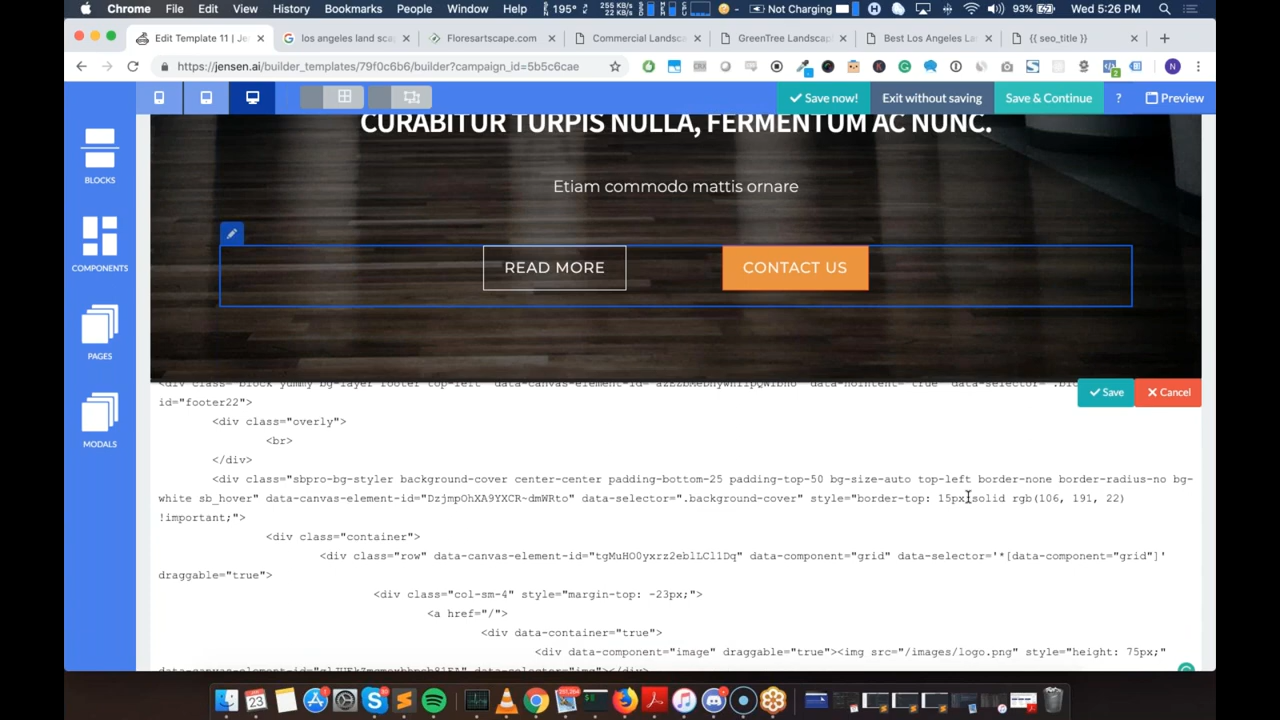 Chrome File Edit View History Bookmarks People Window Help 195° 255 KB/s 22 KB/s Not Charging 93% Wed 5:26 PM
Edit Template 11 | Je los angeles land sca Floresartscape.com Commercial Landsca GreenTree Landscap Best Los Angeles La {{ seo_title }}
https://jensen.ai/builder_templates/79f0c6b6/builder?campaign_id=5b5c6cae
Save now! Exit without saving Save & Continue ? Preview
BLOCKS
COMPONENTS
PAGES
MODALS
CURABITUR TURPIS NULLA, FERMENTUM AC NUNC.
Etiam commodo mattis ornare
READ MORE CONTACT US
Save Cancel
id="footer22">
<div class="overly">
<br>
</div>
<div class="sbpro-bg-styler background-cover center-center padding-bottom-25 padding-top-50 bg-size-auto top-left border-none border-radius-no bg-
white sb_hover" data-canvas-element-id="DzjmpOhXA9YXCR~dmWRto" data-selector=".background-cover" style="border-top: 15px solid rgb(106, 191, 22)
!important;">
<div class="container">
<div class="row" data-canvas-element-id="tgMuHO0yxrz2eblLCl1Dq" data-component="grid" data-selector='*[data-component="grid"]'
draggable="true">
<div class="col-sm-4" style="margin-top: -23px;">
<a href="/">
<div data-container="true">
<div data-component="image" draggable="true"><img src="/images/logo.png" style="height: 75px;"